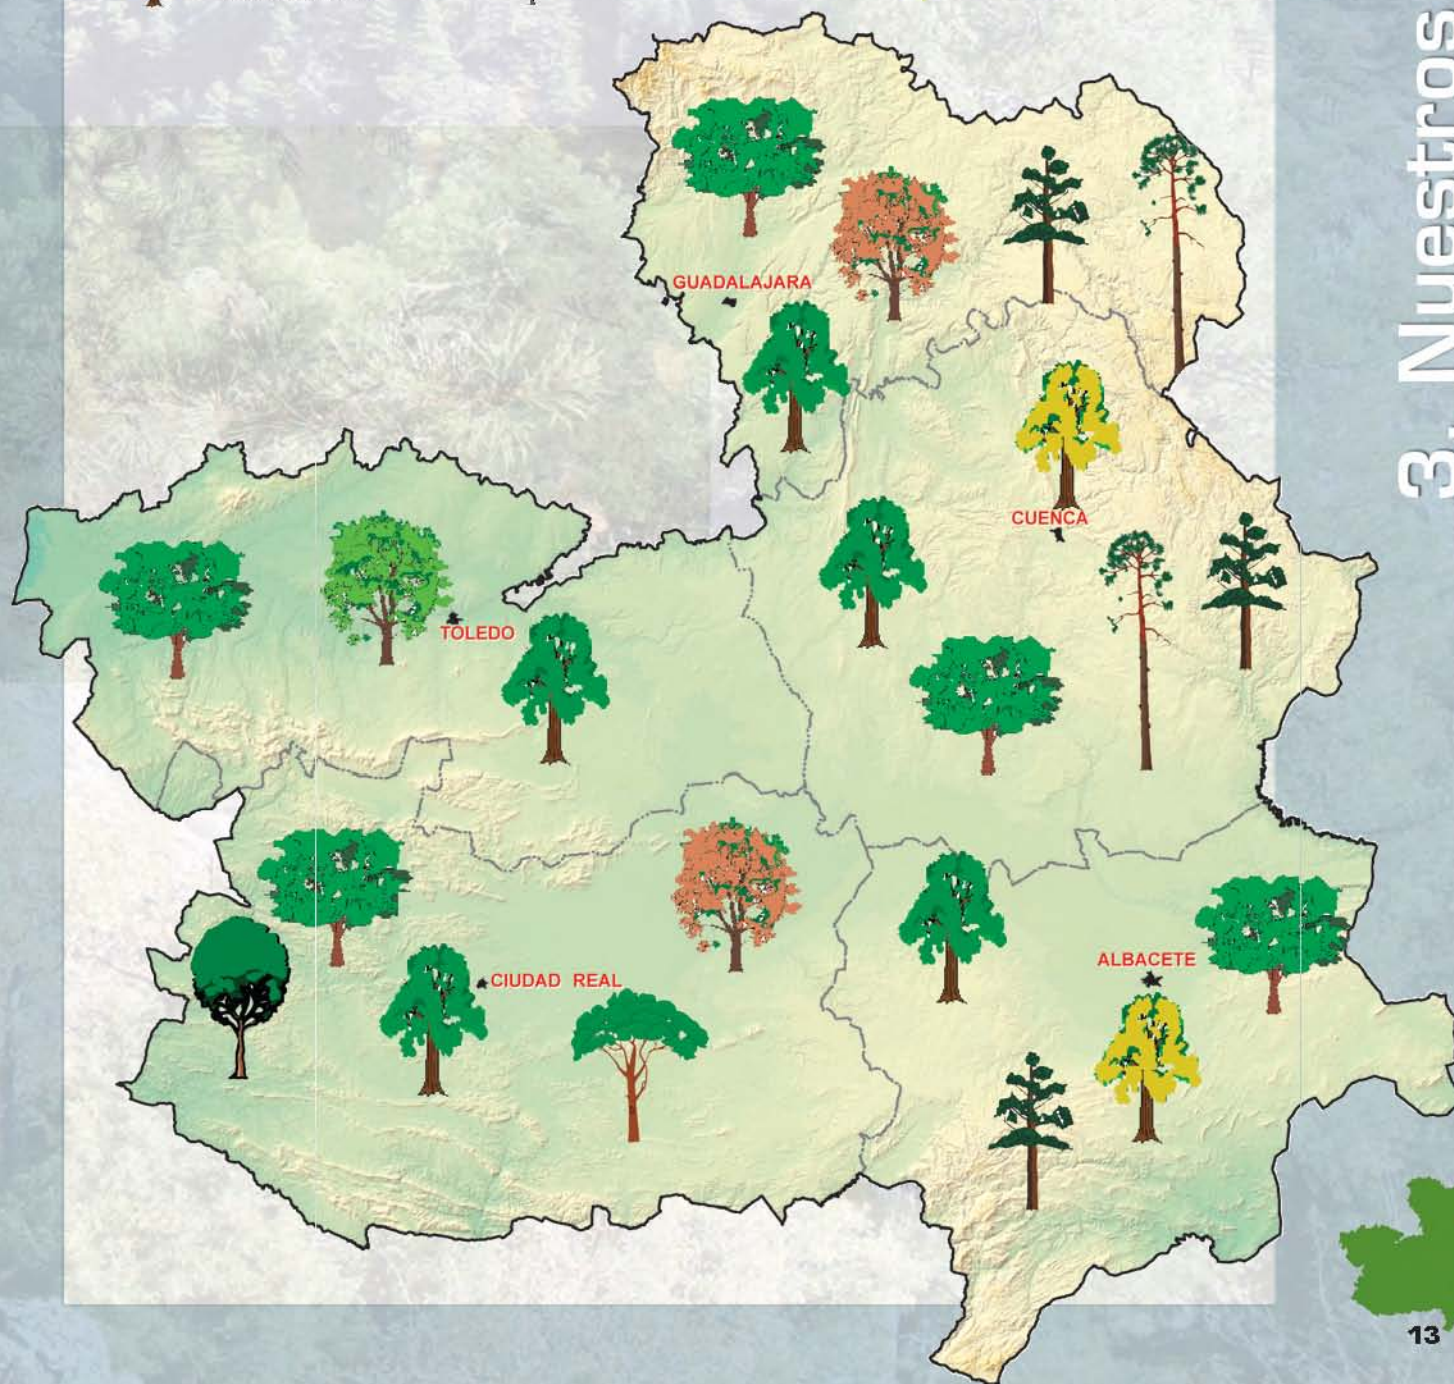 3. Nuestros
GUADALAJARA
CUENCA
TOLEDO
CIUDAD REAL
ALBACETE
13